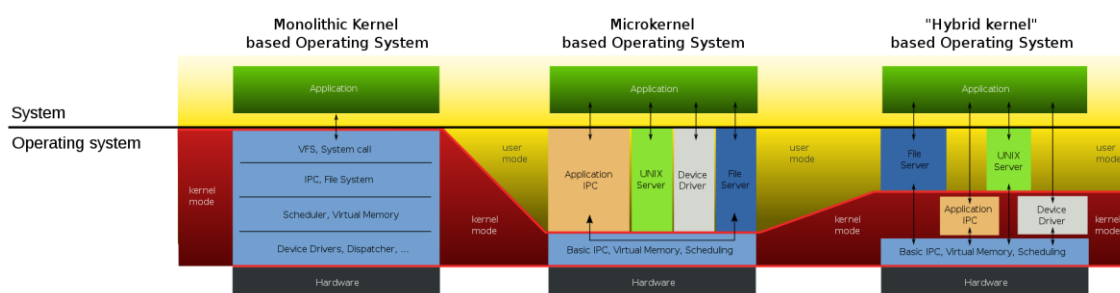 Monolithic Kernel
based Operating System
Microkernel
based Operating System
"Hybrid kernel"
based Operating System
Application
Application
Application
System
Operating system
VFS, System call
IPC, File System
Scheduler, Virtual Memory
Device Drivers, Dispatcher, ...
Hardware
kernel
mode
kernel
mode
user
mode
Application
IPC
UNIX
Server
Device
Driver
File
Server
Basic IPC, Virtual Memory, Scheduling
Hardware
user
mode
kernel
mode
File
Server
UNIX
Server
Application
IPC
Device
Driver
Basic IPC, Virtual Memory, Scheduling
Hardware
user
mode
kernel
mode